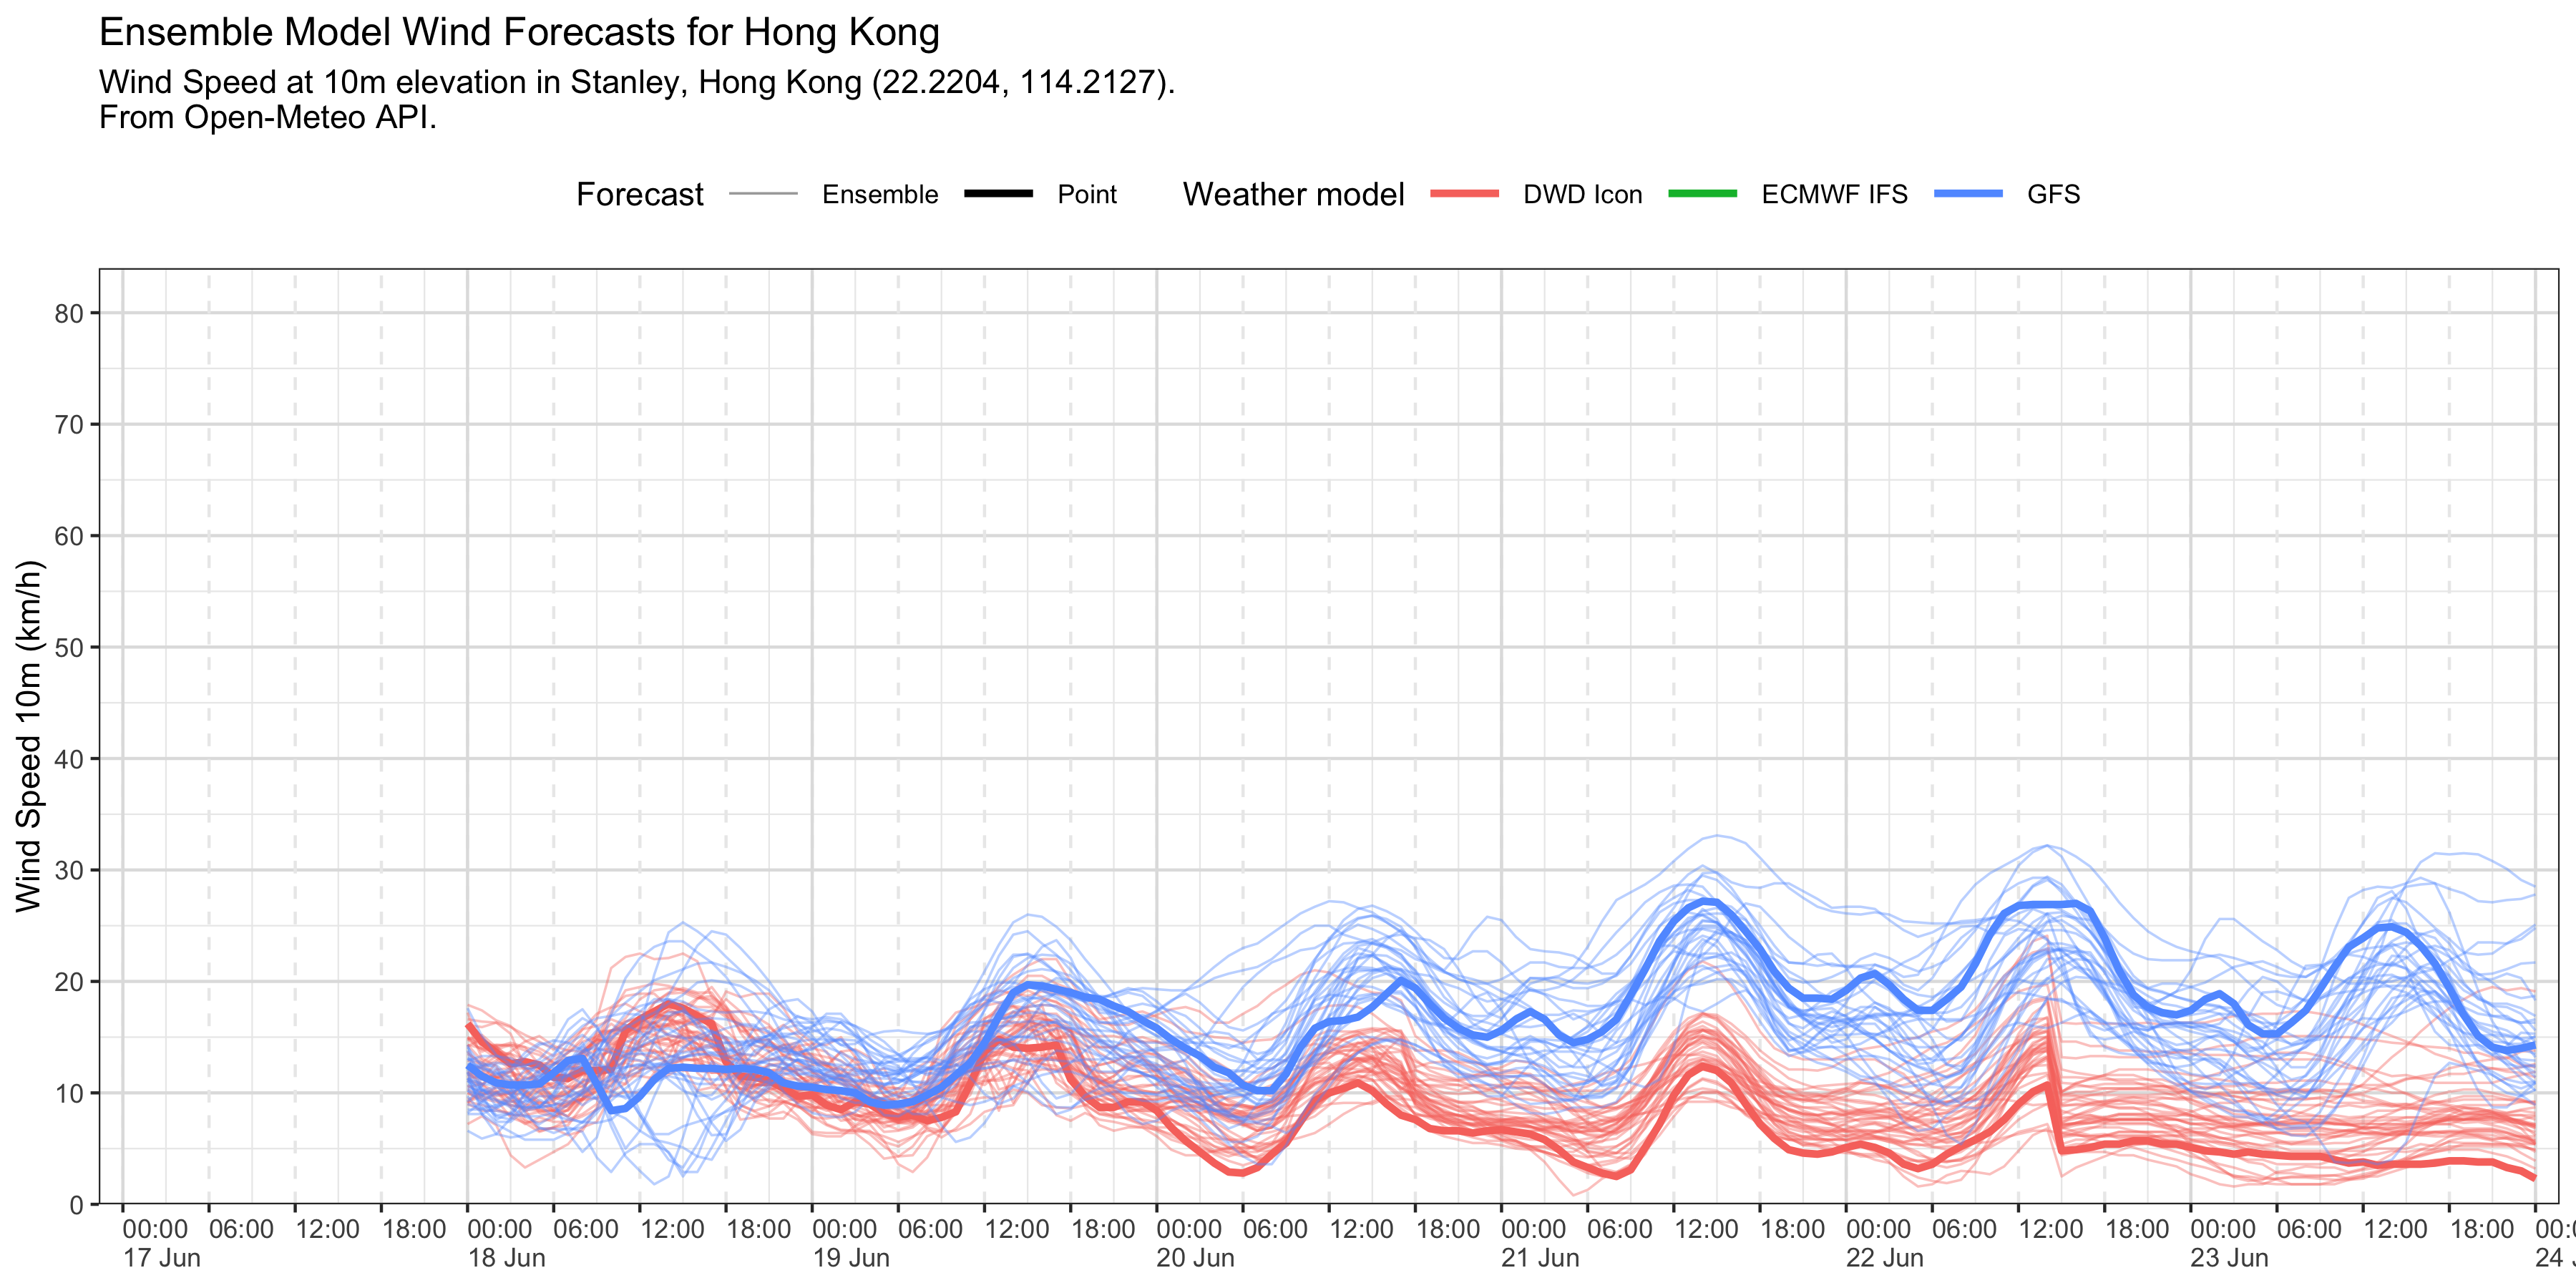 Ensemble Model Wind Forecasts for Hong Kong
Wind Speed at 10m elevation in Stanley, Hong Kong (22.2204, 114.2127).
From Open-Meteo API.
Forecast Ensemble Point Weather model DWD Icon ECMWF IFS GFS
Wind Speed 10m (km/h)
80
70
60
50
40
30
20
10
0
00:00 06:00 12:00 18:00 00:00 06:00 12:00 18:00 00:00 06:00 12:00 18:00 00:00 06:00 12:00 18:00 00:00 06:00 12:00 18:00 00:00 06:00 12:00 18:00 00:00 06:00 12:00 18:00 00:0
17 Jun 18 Jun 19 Jun 20 Jun 21 Jun 22 Jun 23 Jun 24 J